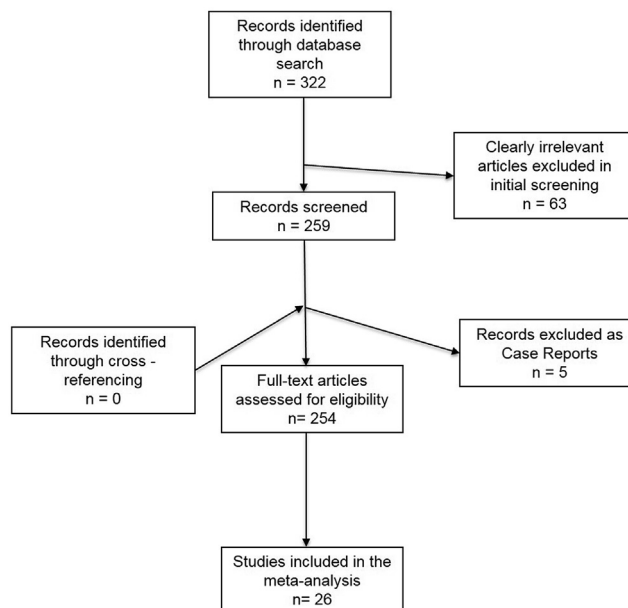 Records identified
through database
search
n = 322
Clearly irrelevant
articles excluded in
initial screening
n = 63
Records screened
n = 259
Records identified
through cross -
referencing
n = 0
Records excluded as
Case Reports
n = 5
Full-text articles
assessed for eligibility
n= 254
Studies included in the
meta-analysis
n= 26